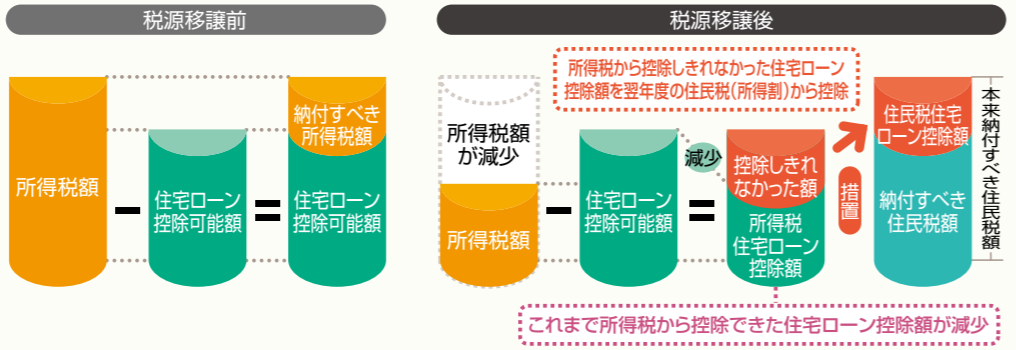 税源移譲前
所得税額
−
住宅ローン
控除可能額
=
納付すべき
所得税額
住宅ローン
控除可能額
税源移譲後
所得税から控除しきれなかった住宅ローン
控除額を翌年度の住民税(所得割)から控除
所得税額
が減少
所得税額
−
住宅ローン
控除可能額
=
減少
控除しきれ
なかった額
所得税
住宅ローン
控除額
措置
住民税住宅
ローン控除額
納付すべき
住民税額
本来納付すべき住民税額
これまで所得税から控除できた住宅ローン控除額が減少